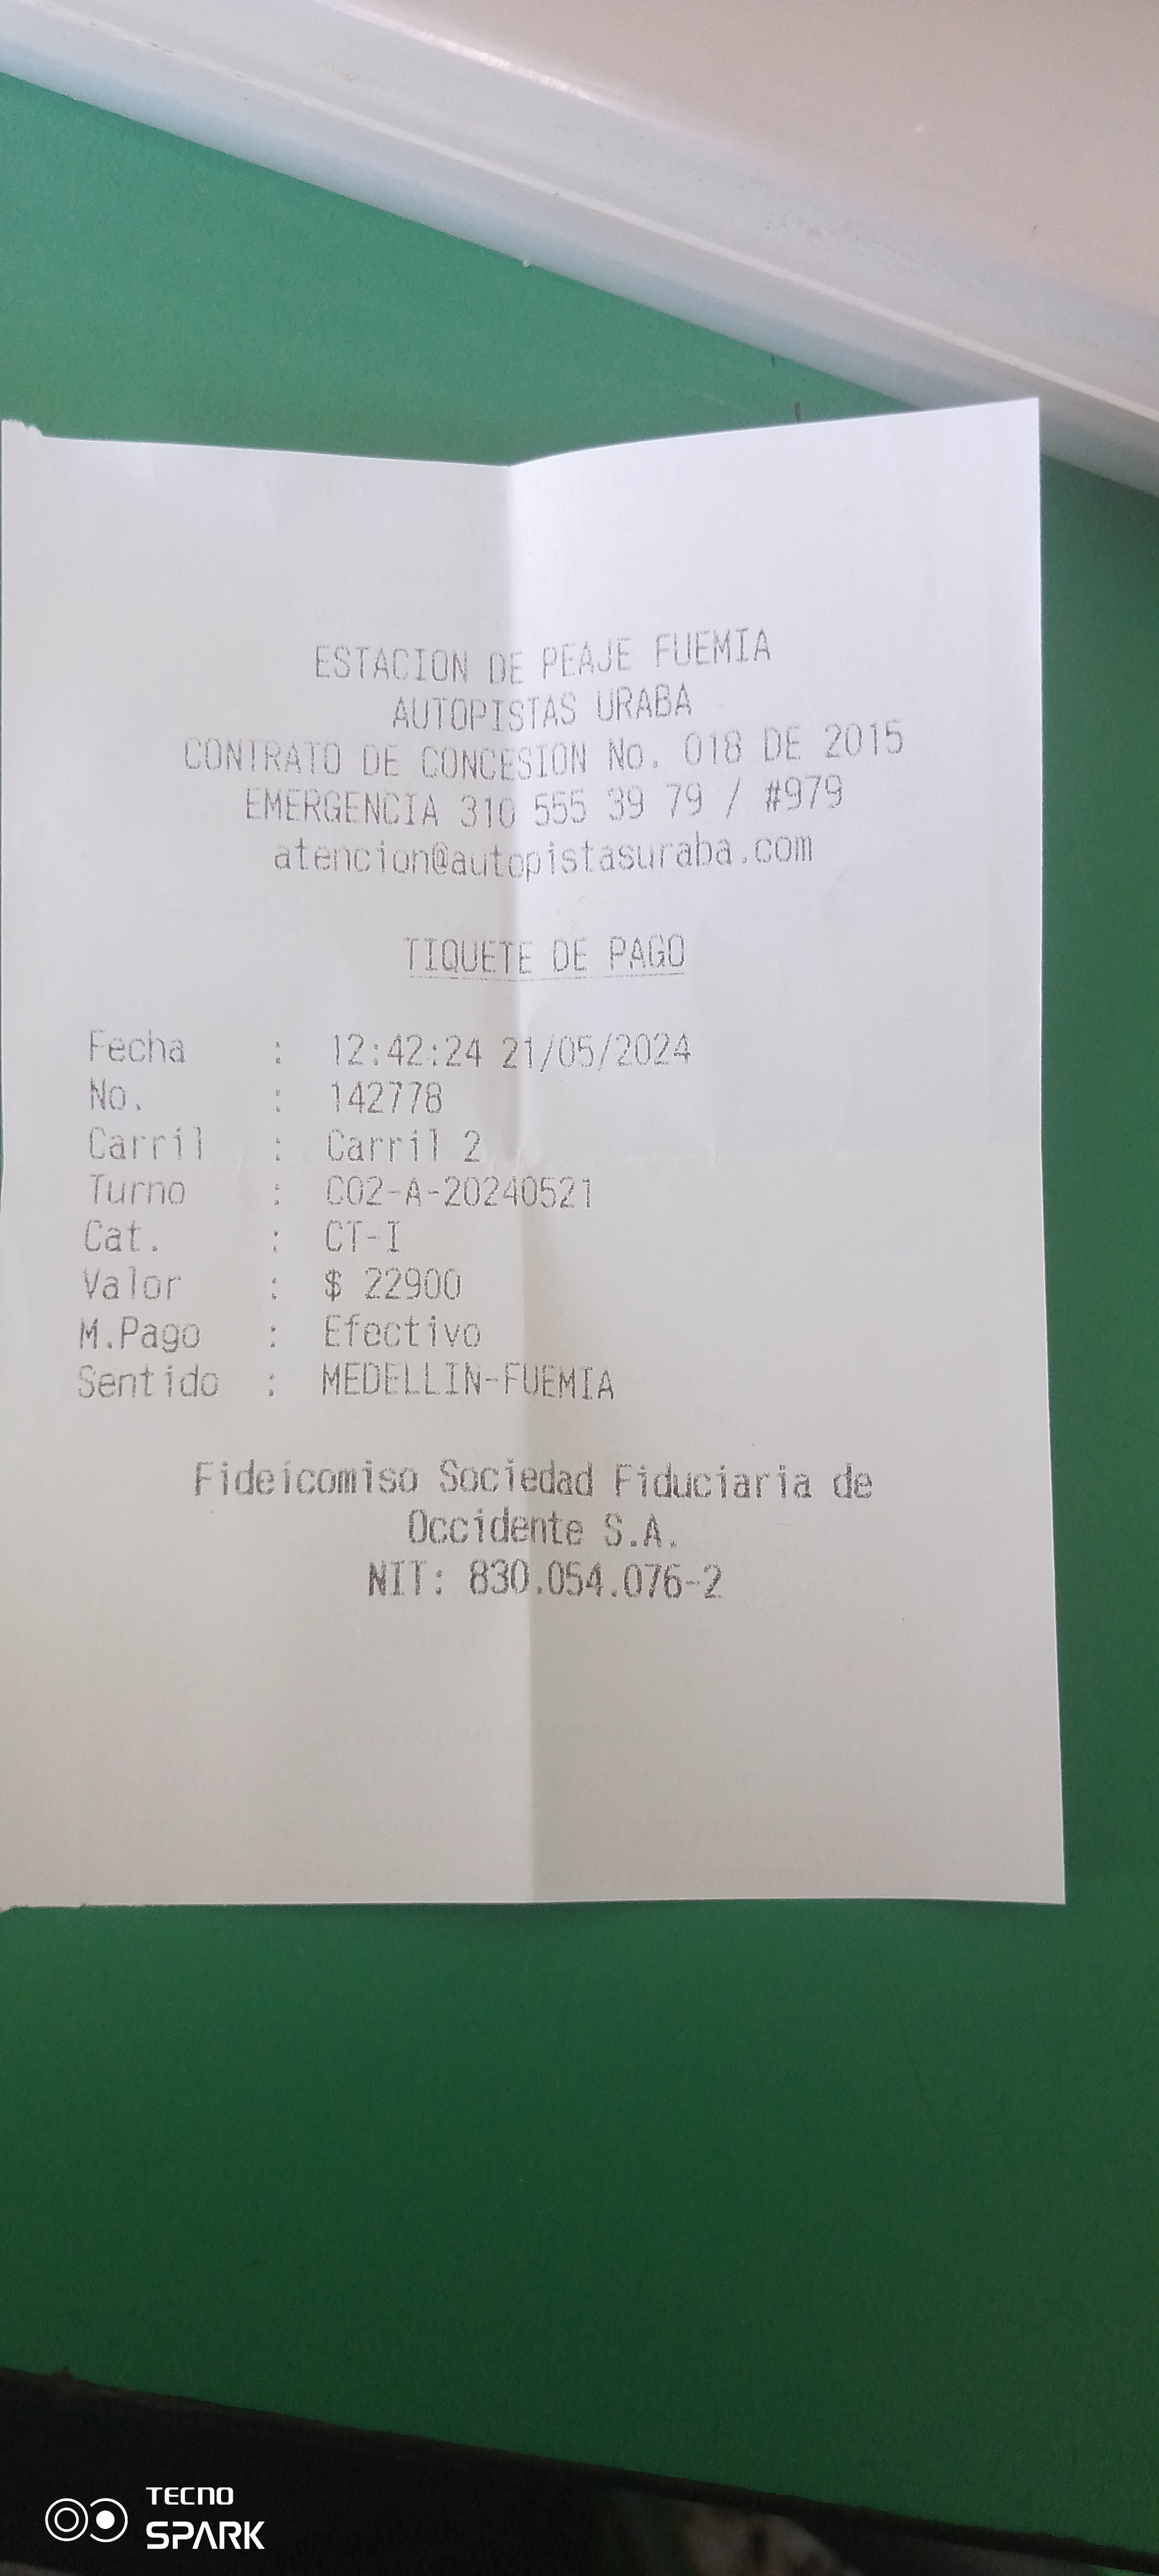 ESTACION DE PEAJE FUEMIA
AUTOPISTAS URABA
CONTRATO DE CONCESION No. 018 DE 2015
EMERGENCIA 310 555 39 79 / #979
atencion@autopistasuraba.com
TIQUETE DE PAGO
Fecha : 12:42:24 21/05/2024
No. : 142778
Carril : Carril 2
Turno : C02-A-20240521
Cat. : CT-I
Valor : $ 22900
M.Pago : Efectivo
Sentido : MEDELLIN-FUEMIA
Fideicomiso Sociedad Fiduciaria de
Occidente S.A.
NIT: 830.054.076-2
TECNO
SPARK